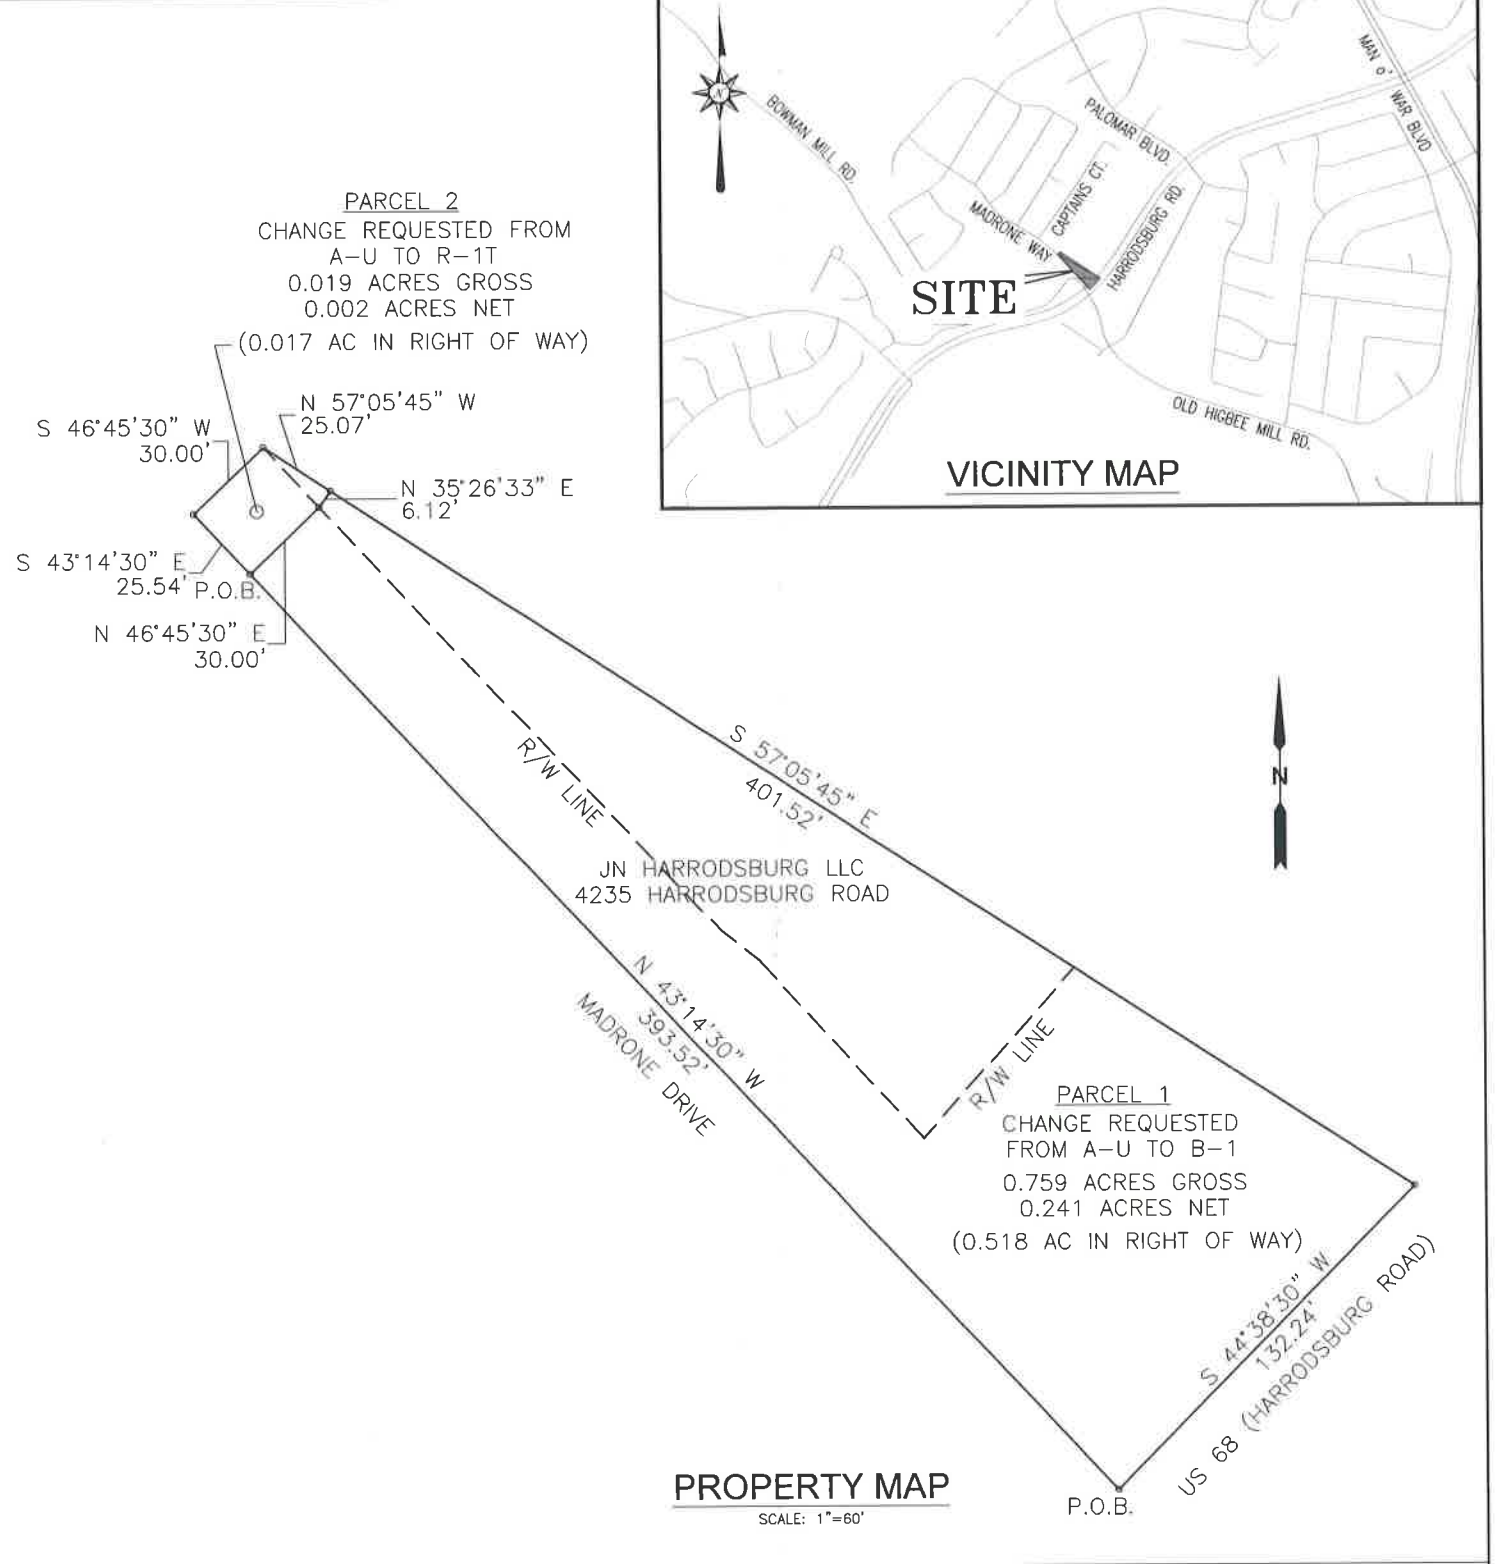 BOWMAN MILL RD.
PALOMAR BLVD.
MAN o' WAR BLVD
CAPTAINS CT.
MADRONE WAY
HARRODSBURG RD.
SITE
OLD HIGBEE MILL RD.
VICINITY MAP
N
PARCEL 2
CHANGE REQUESTED FROM
A-U TO R-1T
0.019 ACRES GROSS
0.002 ACRES NET
(0.017 AC IN RIGHT OF WAY)
N 57°05'45" W
25.07'
S 46°45'30" W
30.00'
N 35°26'33" E
6.12'
S 43°14'30" E
25.54'
P.O.B.
N 46°45'30" E
30.00'
S 57°05'45" E
401.52'
R/W LINE
N
JN HARRODSBURG LLC
4235 HARRODSBURG ROAD
N 43°14'30" W
393.52'
MADRONE DRIVE
R/W LINE
PARCEL 1
CHANGE REQUESTED
FROM A-U TO B-1
0.759 ACRES GROSS
0.241 ACRES NET
(0.518 AC IN RIGHT OF WAY)
S 44°38'30" W
132.24'
US 68 (HARRODSBURG ROAD)
P.O.B.
PROPERTY MAP
SCALE: 1"=60'